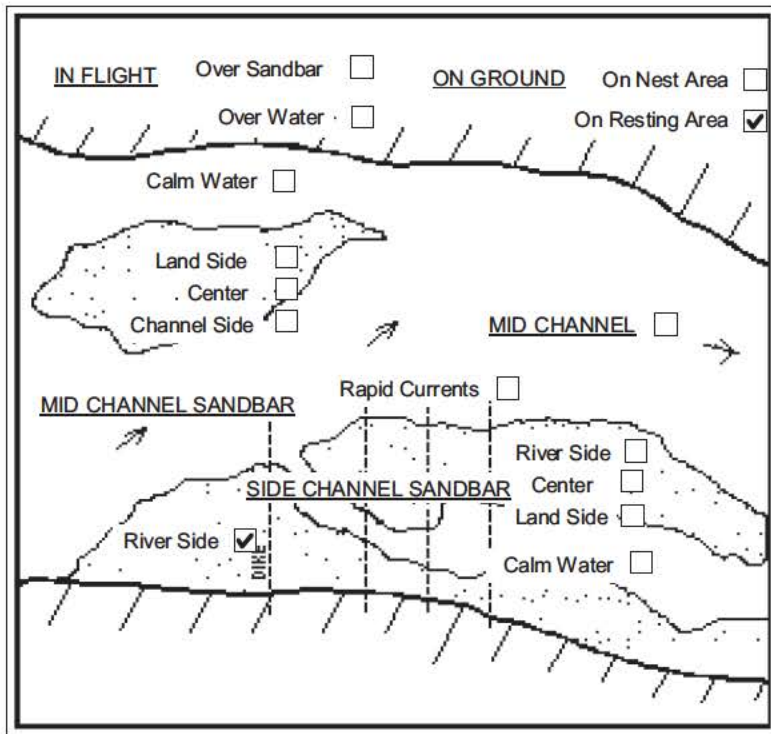 IN FLIGHT Over Sandbar ON GROUND On Nest Area
Over Water On Resting Area
Calm Water
Land Side
Center
Channel Side
MID CHANNEL
Rapid Currents
MID CHANNEL SANDBAR
River Side
SIDE CHANNEL SANDBAR Center
Land Side
River Side
DIKE
Calm Water